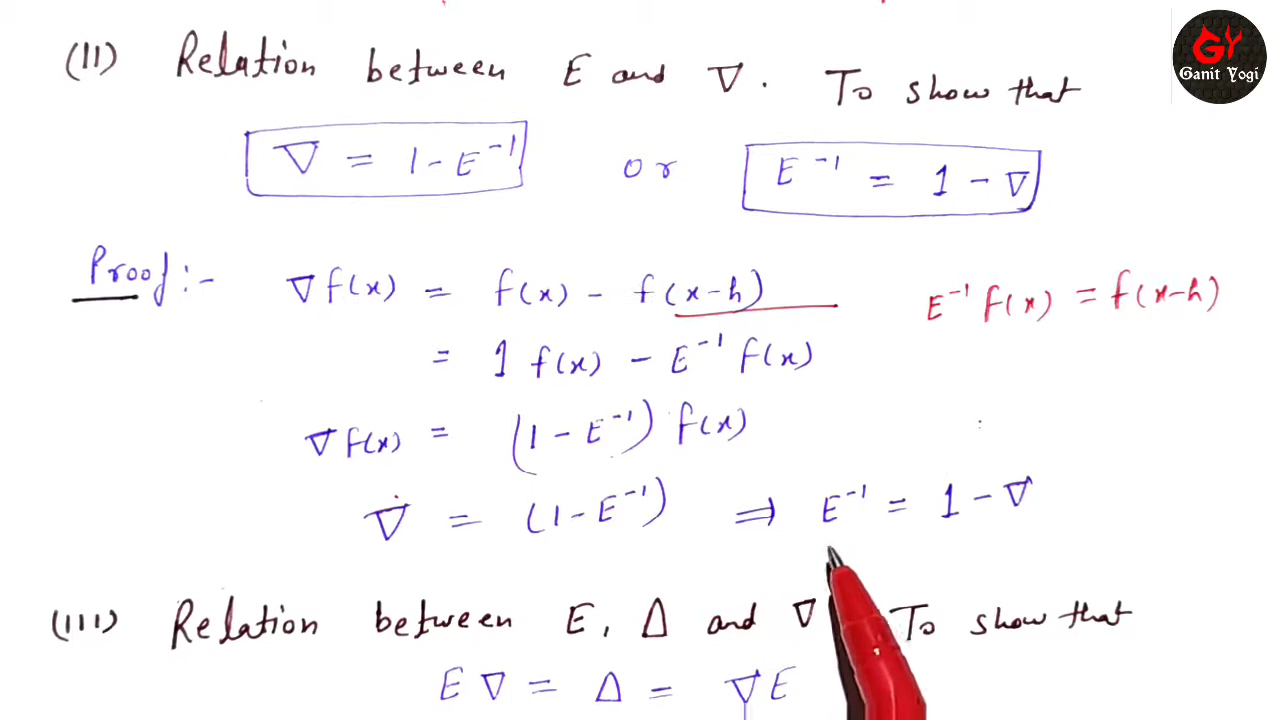 GY
Ganit Yogi
(II) Relation between E and ∇. To show that
∇ = 1 - E⁻¹ or E⁻¹ = 1 - ∇
Proof :- ∇f(x) = f(x) - f(x-h) E⁻¹ f(x) = f(x-h)
= 1 f(x) - E⁻¹ f(x)
∇f(x) = (1 - E⁻¹) f(x)
∇ = (1 - E⁻¹) ⇒ E⁻¹ = 1 - ∇
(III) Relation between E, Δ and ∇ To show that
E∇ = Δ = ∇E